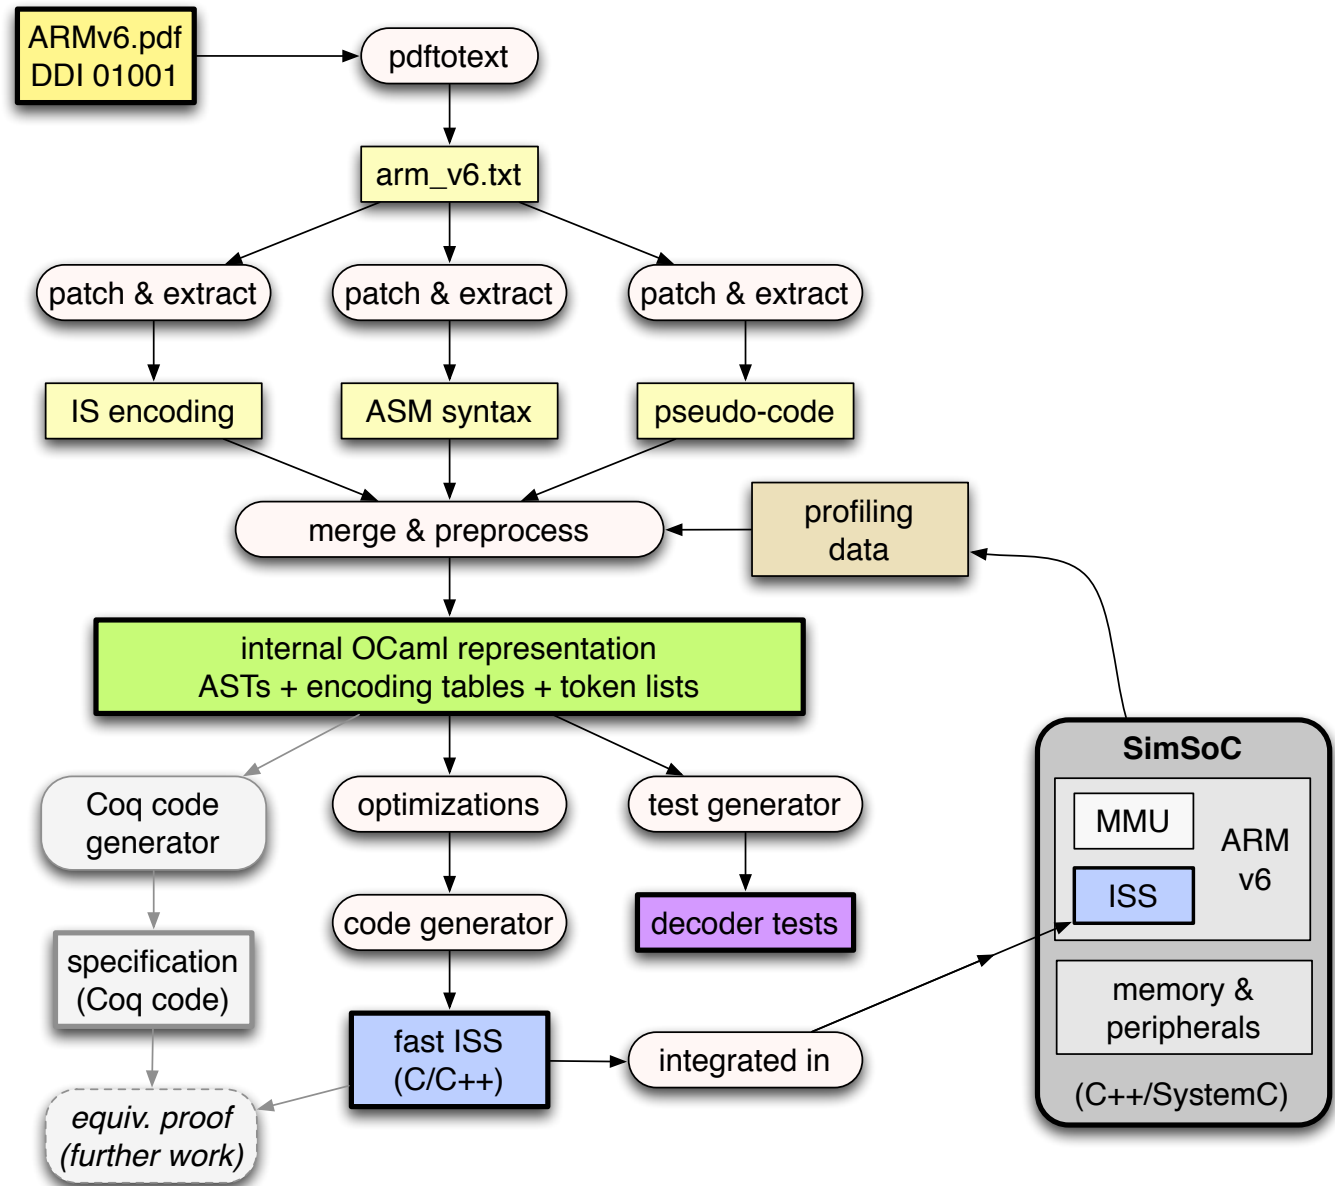 ARMv6.pdf
DDI 01001
pdftotext
arm_v6.txt
patch & extract
patch & extract
patch & extract
IS encoding
ASM syntax
pseudo-code
merge & preprocess
profiling
data
internal OCaml representation
ASTs + encoding tables + token lists
Coq code
generator
optimizations
test generator
code generator
decoder tests
specification
(Coq code)
fast ISS
(C/C++)
integrated in
equiv. proof
(further work)
SimSoC
MMU
ISS
ARM
v6
memory &
peripherals
(C++/SystemC)